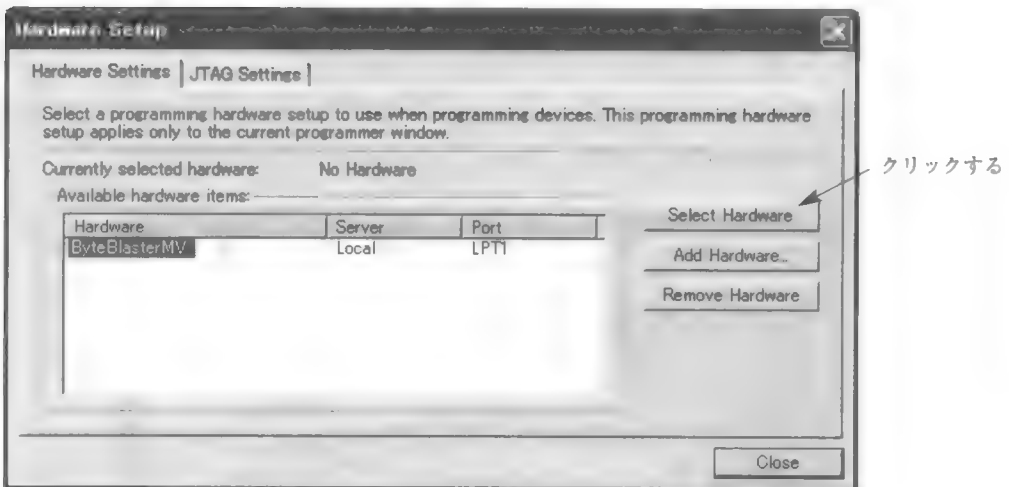 Hardware Setup
Hardware Settings JTAG Settings
Select a programming hardware setup to use when programming devices. This programming hardware
setup applies only to the current programmer window.
Currently selected hardware: No Hardware
クリックする
Available hardware items:
Select Hardware
Hardware Server Port
ByteBlasterMV Local LPT1
Add Hardware...
Remove Hardware
Close